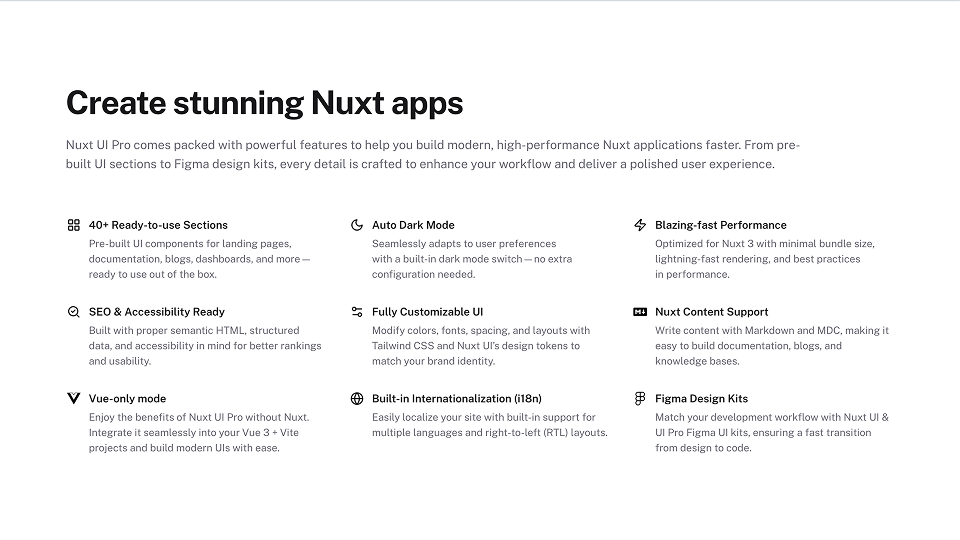 Create stunning Nuxt apps
Nuxt UI Pro comes packed with powerful features to help you build modern, high-performance Nuxt applications faster. From pre-
built UI sections to Figma design kits, every detail is crafted to enhance your workflow and deliver a polished user experience.
40+ Ready-to-use Sections
Pre-built UI components for landing pages,
documentation, blogs, dashboards, and more—
ready to use out of the box.
Auto Dark Mode
Seamlessly adapts to user preferences
with a built-in dark mode switch—no extra
configuration needed.
Blazing-fast Performance
Optimized for Nuxt 3 with minimal bundle size,
lightning-fast rendering, and best practices
in performance.
SEO & Accessibility Ready
Built with proper semantic HTML, structured
data, and accessibility in mind for better rankings
and usability.
Fully Customizable UI
Modify colors, fonts, spacing, and layouts with
Tailwind CSS and Nuxt UI's design tokens to
match your brand identity.
Nuxt Content Support
Write content with Markdown and MDC, making it
easy to build documentation, blogs, and
knowledge bases.
Vue-only mode
Enjoy the benefits of Nuxt UI Pro without Nuxt.
Integrate it seamlessly into your Vue 3 + Vite
projects and build modern UIs with ease.
Built-in Internationalization (i18n)
Easily localize your site with built-in support for
multiple languages and right-to-left (RTL) layouts.
Figma Design Kits
Match your development workflow with Nuxt UI &
UI Pro Figma UI kits, ensuring a fast transition
from design to code.